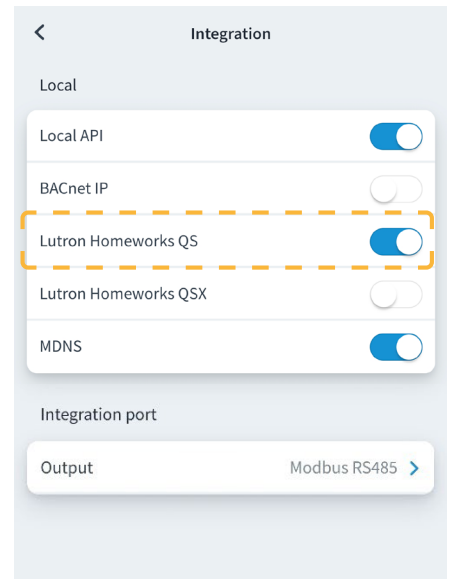 Integration
Local
Local API
BACnet IP
Lutron Homeworks QS
Lutron Homeworks QSX
MDNS
Integration port
Output Modbus RS485